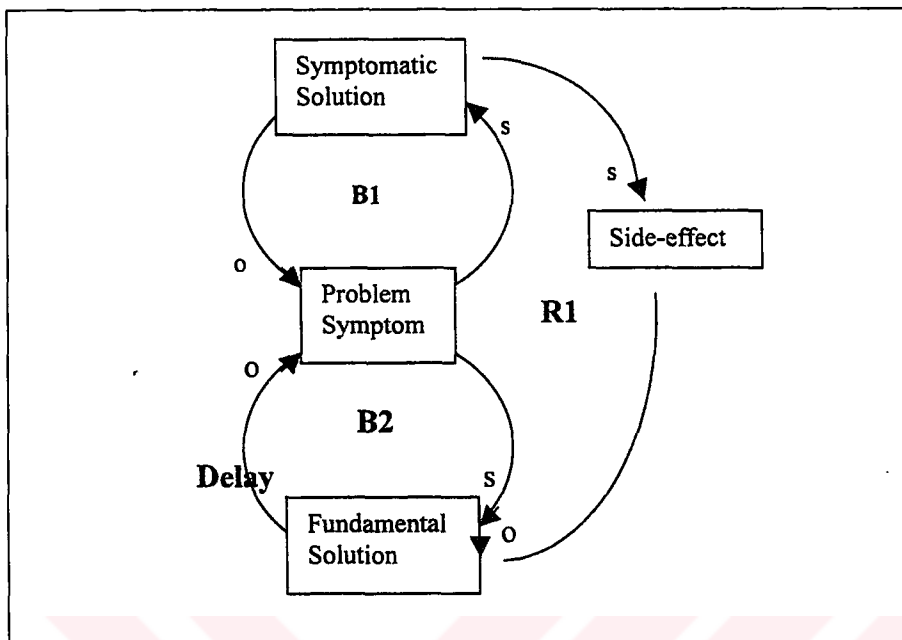 Symptomatic
Solution
s
B1
s
Side-effect
o
Problem
Symptom
R1
o
B2
Delay
s
Fundamental
Solution
o